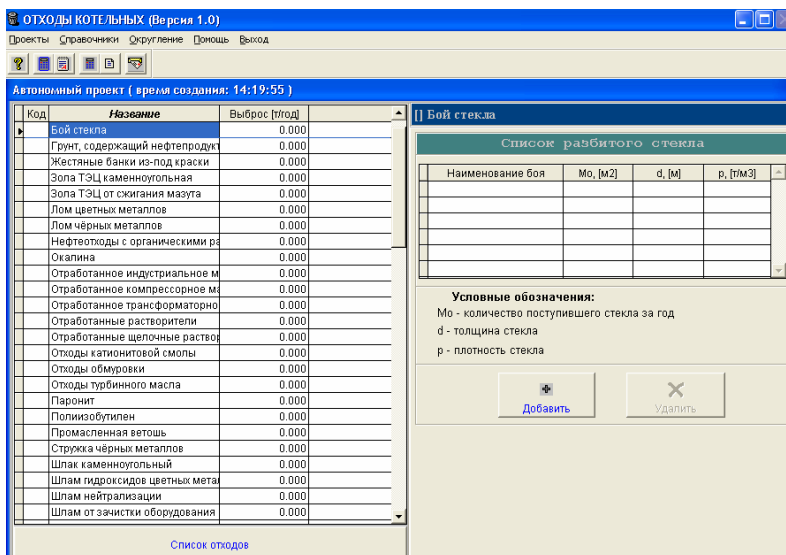 ОТХОДЫ КОТЕЛЬНЫХ (Версия 1.0)
Проекты Справочники Округление Помощь Выход
Автономный проект ( время создания: 14:19:55 )
Код Название Выброс [т/год]
Бой стекла 0.000
Грунт, содержащий нефтепродукт 0.000
Жестяные банки из-под краски 0.000
Зола ТЭЦ каменноугольная 0.000
Зола ТЭЦ от сжигания мазута 0.000
Лом цветных металлов 0.000
Лом чёрных металлов 0.000
Нефтеотходы с органическими ра 0.000
Окалина 0.000
Отработанное индустриальное м 0.000
Отработанное компрессорное ма 0.000
Отработанное трансформаторно 0.000
Отработанные растворители 0.000
Отработанные щелочные раствор 0.000
Отходы катионитовой смолы 0.000
Отходы обмуровки 0.000
Отходы турбинного масла 0.000
Паронит 0.000
Полиизобутилен 0.000
Промасленная ветошь 0.000
Стружка чёрных металлов 0.000
Шлак каменноугольный 0.000
Шлам гидроксидов цветных метал 0.000
Шлам нейтрализации 0.000
Шлам от зачистки оборудования 0.000
Список отходов
[] Бой стекла
Список разбитого стекла
Наименование боя Mo, [м2] d, [м] p, [т/м3]
Условные обозначения:
Мо - количество поступившего стекла за год
d - толщина стекла
p - плотность стекла
Добавить Удалить